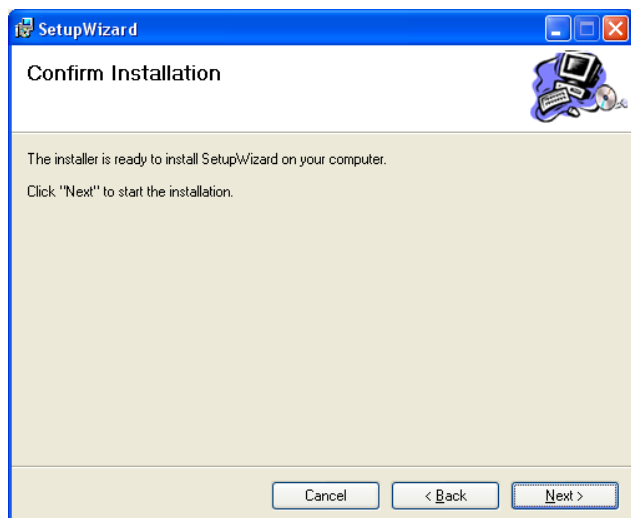 SetupWizard
Confirm Installation
The installer is ready to install SetupWizard on your computer.
Click "Next" to start the installation.
Cancel
< Back
Next >